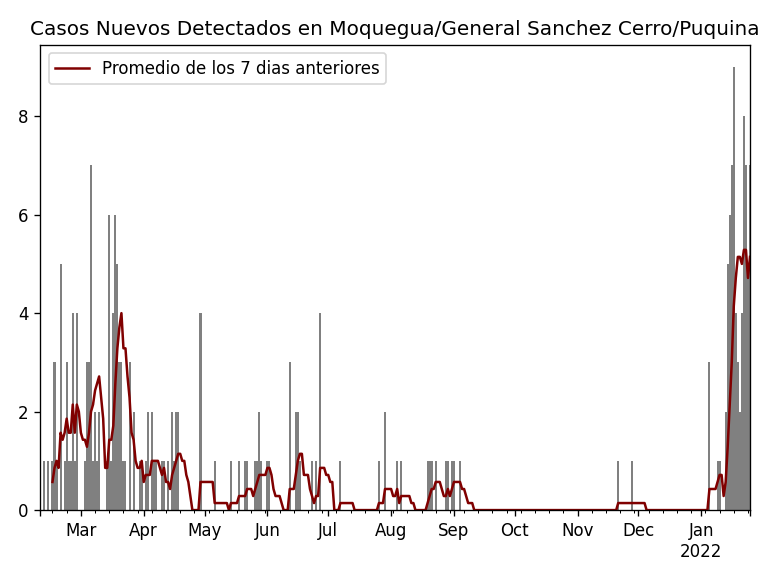 Casos Nuevos Detectados en Moquegua/General Sanchez Cerro/Puquina
Promedio de los 7 dias anteriores
8
6
4
2
0
Mar Apr May Jun Jul Aug Sep Oct Nov Dec Jan
2022